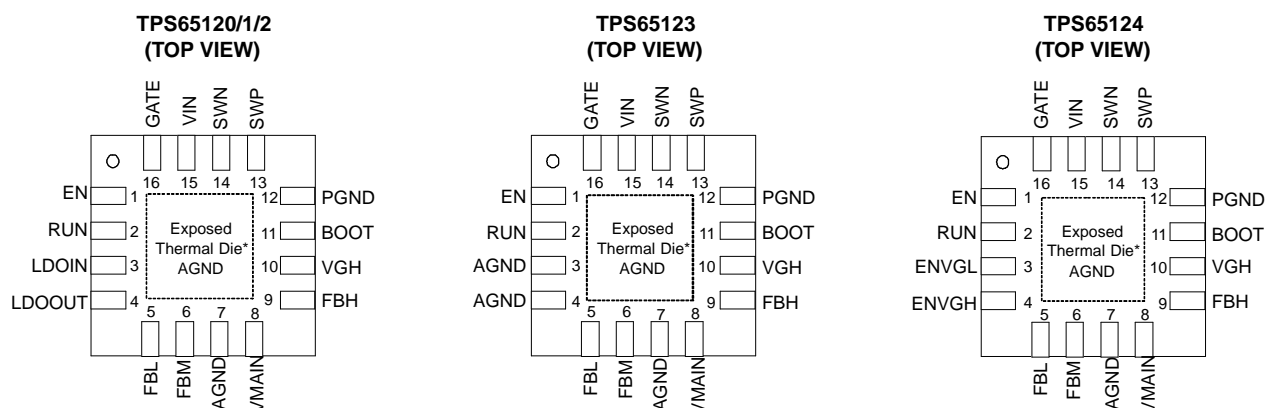 TPS65120/1/2
(TOP VIEW)
GATE
VIN
SWN
SWP
16
15
14
13
EN
1
RUN
2
LDOIN
3
LDOOUT
4
Exposed
Thermal Die*
AGND
12
PGND
11
BOOT
10
VGH
9
FBH
5
6
7
8
FBL
FBM
AGND
VMAIN
TPS65123
(TOP VIEW)
GATE
VIN
SWN
SWP
16
15
14
13
EN
1
RUN
2
AGND
3
AGND
4
Exposed
Thermal Die*
AGND
12
PGND
11
BOOT
10
VGH
9
FBH
5
6
7
8
FBL
FBM
AGND
VMAIN
TPS65124
(TOP VIEW)
GATE
VIN
SWN
SWP
16
15
14
13
EN
1
RUN
2
ENVGL
3
ENVGH
4
Exposed
Thermal Die*
AGND
12
PGND
11
BOOT
10
VGH
9
FBH
5
6
7
8
FBL
FBM
AGND
VMAIN